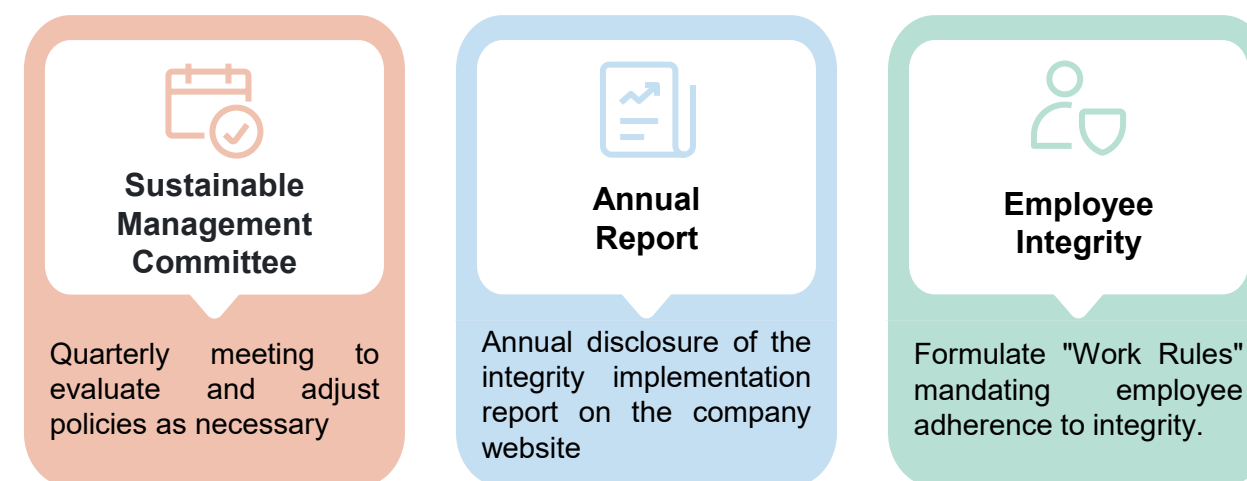 Sustainable
Management
Committee
Quarterly meeting to
evaluate and adjust
policies as necessary
Annual
Report
Annual disclosure of the
integrity implementation
report on the company
website
Employee
Integrity
Formulate "Work Rules"
mandating employee
adherence to integrity.